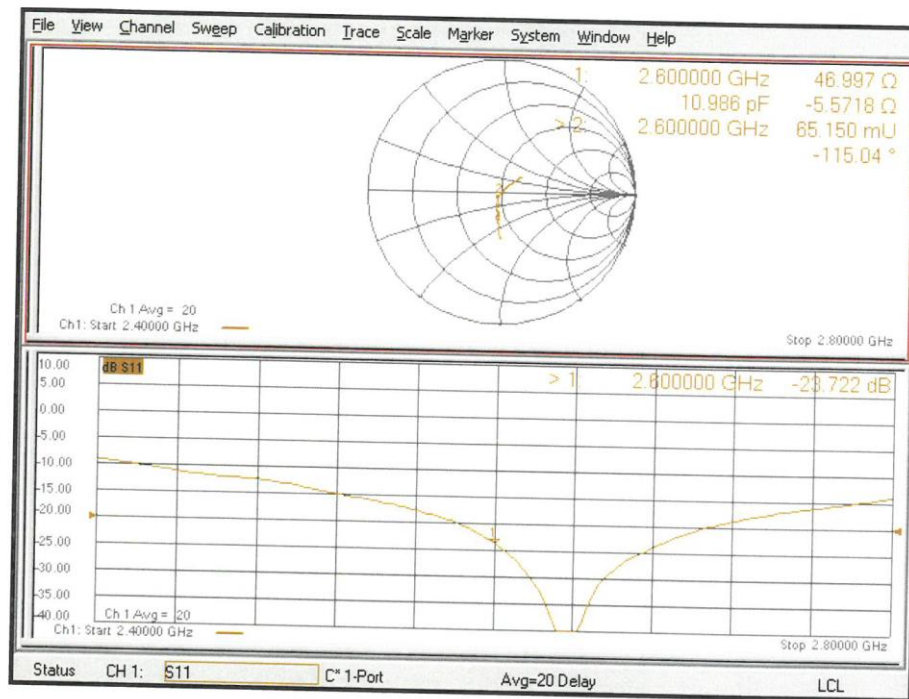 File View Channel Sweep Calibration Trace Scale Marker System Window Help
1: 2.600000 GHz 46.997 Ω
10.986 pF -5.5718 Ω
> 2: 2.600000 GHz 65.150 mU
-115.04 °
Ch 1 Avg = 20
Ch1: Start 2.40000 GHz
Stop 2.80000 GHz
10.00 dB S11
> 1: 2.600000 GHz -23.722 dB
5.00
0.00
-5.00
-10.00
-15.00
-20.00
-25.00
-30.00
-35.00
-40.00
1
Ch 1 Avg = 20
Ch1: Start 2.40000 GHz
Stop 2.80000 GHz
Status CH 1: S11 C* 1-Port Avg=20 Delay LCL